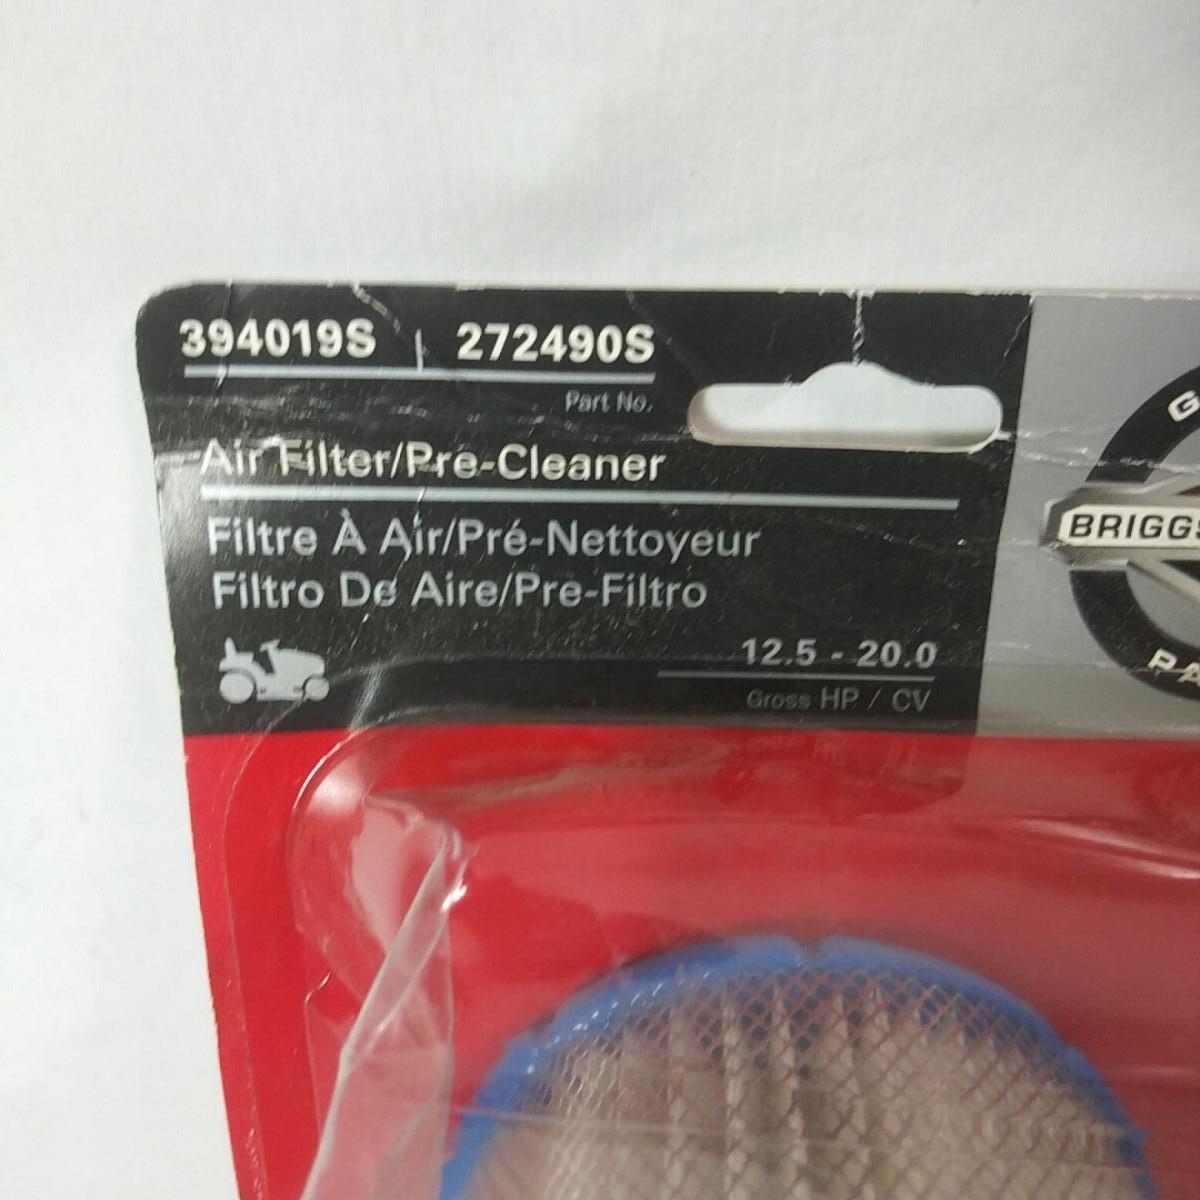 394019S | 272490S
Part No.
Air Filter/Pre-Cleaner
Filtre À Air/Pré-Nettoyeur
Filtro De Aire/Pre-Filtro
12.5 - 20.0
Gross HP / CV
BRIGGS